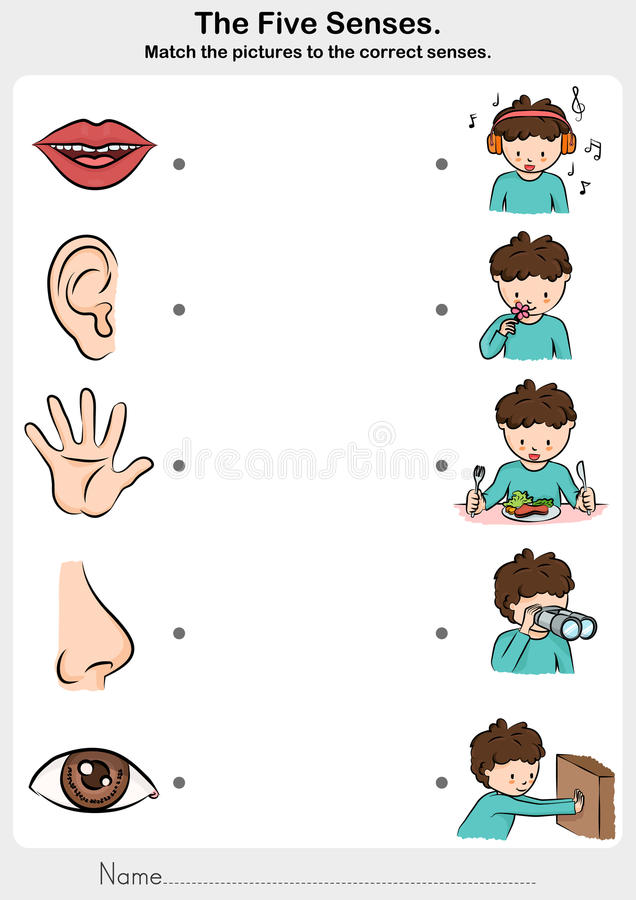 The Five Senses.
Match the pictures to the correct senses.
dreamstime.
Name